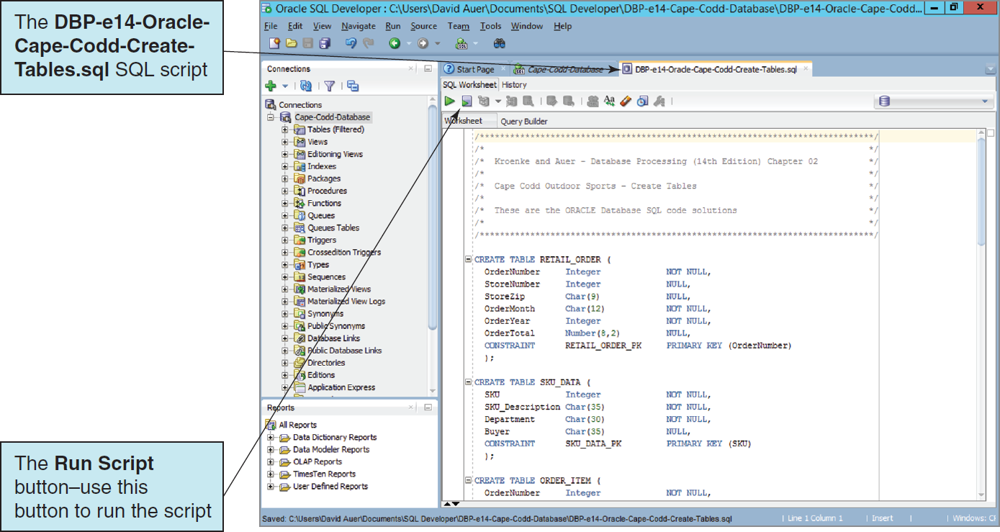 The DBP-e14-Oracle-
Cape-Codd-Create-
Tables.sql SQL script
The Run Script
button–use this
button to run the script
Oracle SQL Developer : C:\Users\David Auer\Documents\SQL Developer\DBP-e14-Cape-Codd-Database\DBP-e14-Oracle-Cape-Codd...
File Edit View Navigate Run Source Team Tools Window Help
Connections
Connections
Cape-Codd-Database
Tables (Filtered)
Views
Editioning Views
Indexes
Packages
Procedures
Functions
Queues
Queues Tables
Triggers
Crossedition Triggers
Types
Sequences
Materialized Views
Materialized View Logs
Synonyms
Public Synonyms
Database Links
Public Database Links
Directories
Editions
Application Express
Reports
All Reports
Data Dictionary Reports
Data Modeler Reports
OLAP Reports
TimesTen Reports
User Defined Reports
Start Page Cape-Codd-Database DBP-e14-Oracle-Cape-Codd-Create-Tables.sql
SQL Worksheet History
Worksheet Query Builder
/******************************************************************************/
/* */
/* Kroenke and Auer - Database Processing (14th Edition) Chapter 02 */
/* */
/* Cape Codd Outdoor Sports - Create Tables */
/* */
/* These are the ORACLE Database SQL code solutions */
/* */
/******************************************************************************/
CREATE TABLE RETAIL_ORDER (
OrderNumber Integer NOT NULL,
StoreNumber Integer NULL,
StoreZip Char(9) NULL,
OrderMonth Char(12) NOT NULL,
OrderYear Integer NOT NULL,
OrderTotal Number(8,2) NULL,
CONSTRAINT RETAIL_ORDER_PK PRIMARY KEY (OrderNumber)
);
CREATE TABLE SKU_DATA (
SKU Integer NOT NULL,
SKU_Description Char(35) NOT NULL,
Department Char(30) NOT NULL,
Buyer Char(35) NULL,
CONSTRAINT SKU_DATA_PK PRIMARY KEY (SKU)
);
CREATE TABLE ORDER_ITEM (
OrderNumber Integer NOT NULL,
Saved: C:\Users\David Auer\Documents\SQL Developer\DBP-e14-Cape-Codd-Database\DBP-e14-Oracle-Cape-Codd-Create-Tables.sql
Line 1 Column 1 Insert Windows: